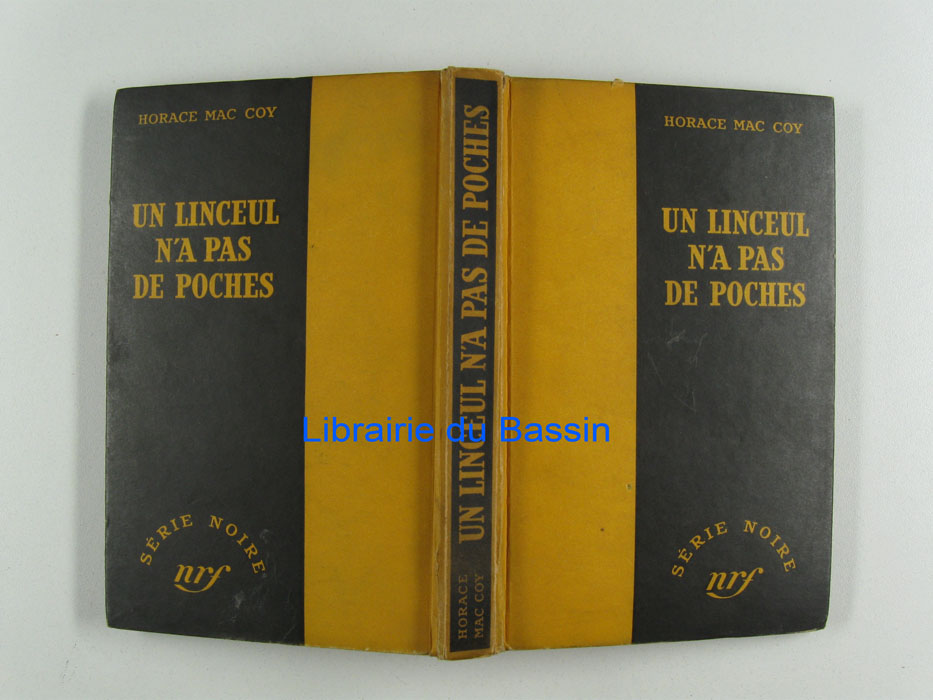 HORACE MAC COY
UN LINCEUL
N'A PAS
DE POCHES
SÉRIE NOIRE
nrf
UN LINCEUL N'A PAS DE POCHES
HORACE
MAC COY
HORACE MAC COY
UN LINCEUL
N'A PAS
DE POCHES
SÉRIE NOIRE
nrf
Librairie du Bassin